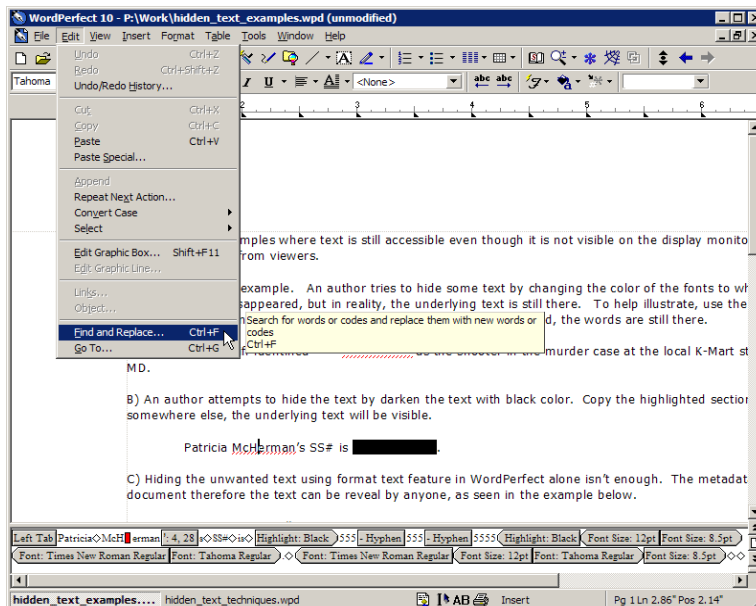 WordPerfect 10 - P:\Work\hidden_text_examples.wpd (unmodified)
File Edit View Insert Format Table Tools Window Help
Undo Ctrl+Z
Redo Ctrl+Shift+Z
Undo/Redo History...
Cut Ctrl+X
Copy Ctrl+C
Paste Ctrl+V
Paste Special...
Append
Repeat Next Action...
Convert Case
Select
Edit Graphic Box... Shift+F11
Edit Graphic Line...
Links...
Object...
Find and Replace... Ctrl+F
Go To... Ctrl+G
Tahoma I U A <None> abc abc
2 3 4 5 6
mples where text is still accessible even though it is not visible on the display monito
from viewers.
example. An author tries to hide some text by changing the color of the fonts to wh
sappeared, but in reality, the underlying text is still there. To help illustrate, use the
d, the words are still there.
Search for words or codes and replace them with new words or
codes
Ctrl+F
identified as the shooter in the murder case at the local K-Mart st
MD.
B) An author attempts to hide the text by darken the text with black color. Copy the highlighted section
somewhere else, the underlying text will be visible.
Patricia McHerman's SS# is .
C) Hiding the unwanted text using format text feature in WordPerfect alone isn't enough. The metadat
document therefore the text can be reveal by anyone, as seen in the example below.
Left Tab Patricia◇McH erman ': 4, 28 s◇SS#◇is◇ Highlight: Black 555 - Hyphen 555 - Hyphen 5555 Highlight: Black Font Size: 12pt Font Size: 8.5pt
Font: Times New Roman Regular Font: Tahoma Regular .◇ Font: Times New Roman Regular Font Size: 12pt Font: Tahoma Regular Font Size: 8.5pt ◇◇
hidden_text_examples.... hidden_text_techniques.wpd AB Insert Pg 1 Ln 2.86" Pos 2.14"